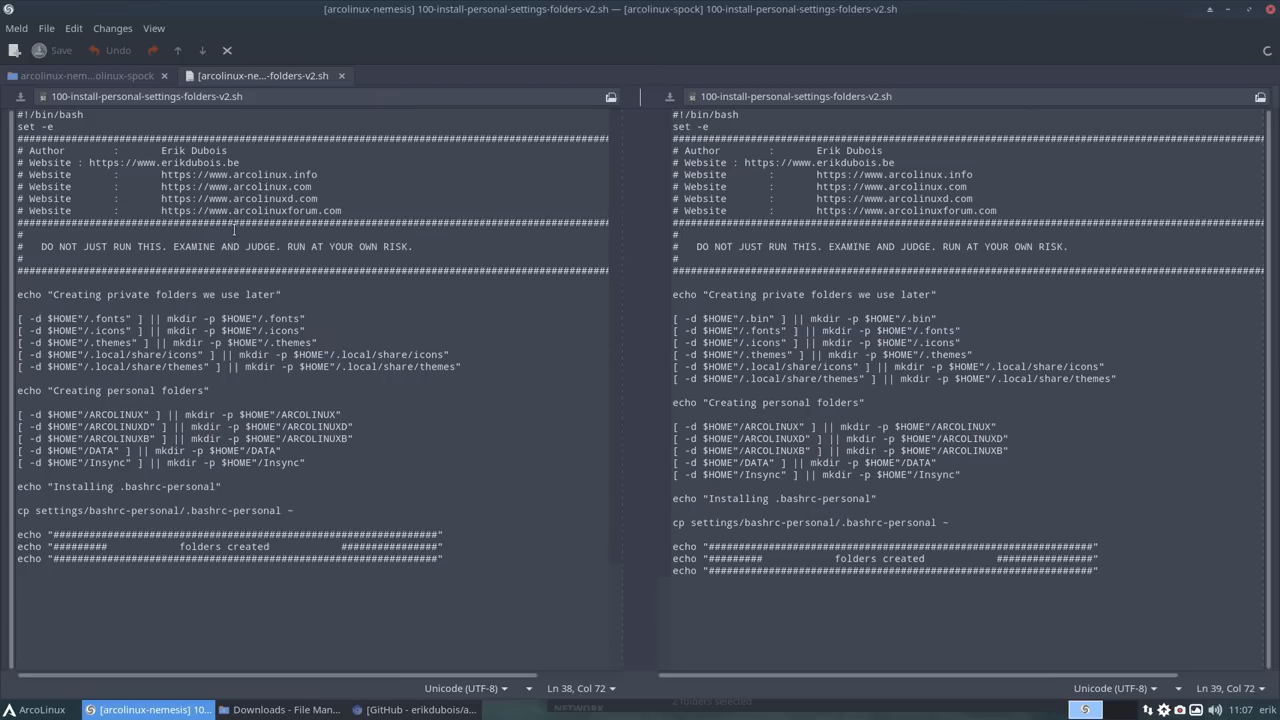 [arcolinux-nemesis] 100-install-personal-settings-folders-v2.sh — [arcolinux-spock] 100-install-personal-settings-folders-v2.sh
Meld File Edit Changes View
Save Undo
arcolinux-nem...olinux-spock [arcolinux-ne...-folders-v2.sh
100-install-personal-settings-folders-v2.sh
#!/bin/bash
set -e
##################################################################################################
# Author : Erik Dubois
# Website : https://www.erikdubois.be
# Website : https://www.arcolinux.info
# Website : https://www.arcolinux.com
# Website : https://www.arcolinuxd.com
# Website : https://www.arcolinuxforum.com
##################################################################################################
#
# DO NOT JUST RUN THIS. EXAMINE AND JUDGE. RUN AT YOUR OWN RISK.
#
##################################################################################################
echo "Creating private folders we use later"
[ -d $HOME"/.fonts" ] || mkdir -p $HOME"/.fonts"
[ -d $HOME"/.icons" ] || mkdir -p $HOME"/.icons"
[ -d $HOME"/.themes" ] || mkdir -p $HOME"/.themes"
[ -d $HOME"/.local/share/icons" ] || mkdir -p $HOME"/.local/share/icons"
[ -d $HOME"/.local/share/themes" ] || mkdir -p $HOME"/.local/share/themes"
echo "Creating personal folders"
[ -d $HOME"/ARCOLINUX" ] || mkdir -p $HOME"/ARCOLINUX"
[ -d $HOME"/ARCOLINUXD" ] || mkdir -p $HOME"/ARCOLINUXD"
[ -d $HOME"/ARCOLINUXB" ] || mkdir -p $HOME"/ARCOLINUXB"
[ -d $HOME"/DATA" ] || mkdir -p $HOME"/DATA"
[ -d $HOME"/Insync" ] || mkdir -p $HOME"/Insync"
echo "Installing .bashrc-personal"
cp settings/bashrc-personal/.bashrc-personal ~
echo "################################################################"
echo "######### folders created ################"
echo "################################################################"
Unicode (UTF-8) Ln 38, Col 72
100-install-personal-settings-folders-v2.sh
#!/bin/bash
set -e
##################################################################################################
# Author : Erik Dubois
# Website : https://www.erikdubois.be
# Website : https://www.arcolinux.info
# Website : https://www.arcolinux.com
# Website : https://www.arcolinuxd.com
# Website : https://www.arcolinuxforum.com
##################################################################################################
#
# DO NOT JUST RUN THIS. EXAMINE AND JUDGE. RUN AT YOUR OWN RISK.
#
##################################################################################################
echo "Creating private folders we use later"
[ -d $HOME"/.bin" ] || mkdir -p $HOME"/.bin"
[ -d $HOME"/.fonts" ] || mkdir -p $HOME"/.fonts"
[ -d $HOME"/.icons" ] || mkdir -p $HOME"/.icons"
[ -d $HOME"/.themes" ] || mkdir -p $HOME"/.themes"
[ -d $HOME"/.local/share/icons" ] || mkdir -p $HOME"/.local/share/icons"
[ -d $HOME"/.local/share/themes" ] || mkdir -p $HOME"/.local/share/themes"
echo "Creating personal folders"
[ -d $HOME"/ARCOLINUX" ] || mkdir -p $HOME"/ARCOLINUX"
[ -d $HOME"/ARCOLINUXD" ] || mkdir -p $HOME"/ARCOLINUXD"
[ -d $HOME"/ARCOLINUXB" ] || mkdir -p $HOME"/ARCOLINUXB"
[ -d $HOME"/DATA" ] || mkdir -p $HOME"/DATA"
[ -d $HOME"/Insync" ] || mkdir -p $HOME"/Insync"
echo "Installing .bashrc-personal"
cp settings/bashrc-personal/.bashrc-personal ~
echo "################################################################"
echo "######### folders created ################"
echo "################################################################"
Unicode (UTF-8) Ln 39, Col 72
NETWORK 2 folders selected
ArcoLinux [arcolinux-nemesis] 10... Downloads - File Man... [GitHub - erikdubois/a... 11:07 erik